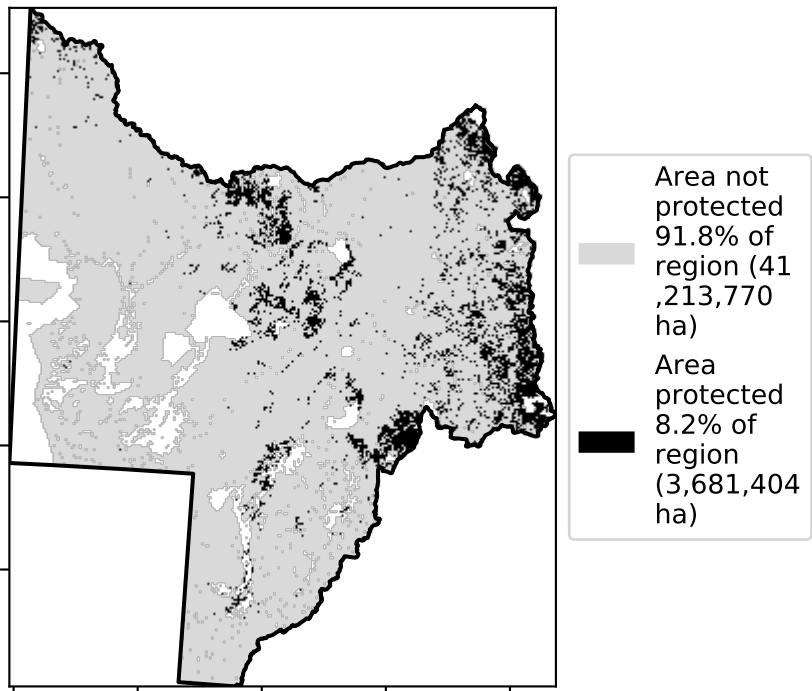 Area not
protected
91.8% of
region (41
,213,770
ha)
Area
protected
8.2% of
region
(3,681,404
ha)